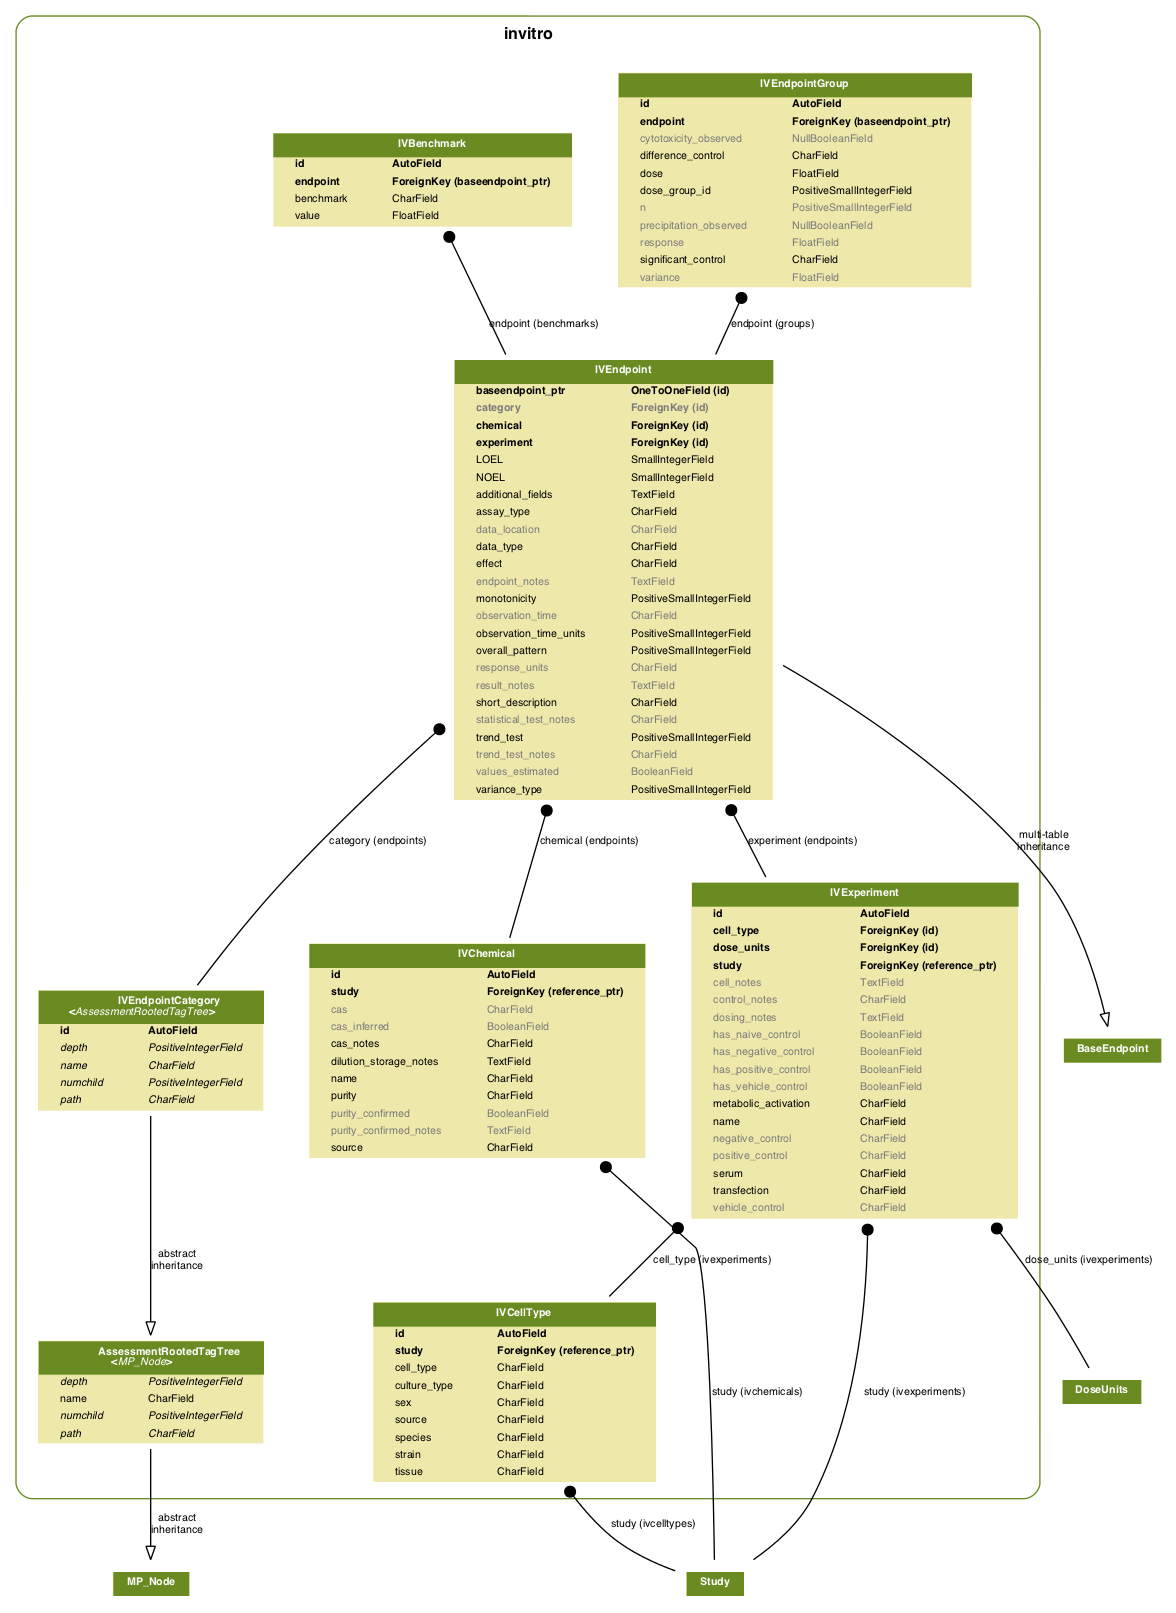 invitro
IVEndpointGroup
id AutoField
endpoint ForeignKey (baseendpoint_ptr)
cytotoxicity_observed NullBooleanField
difference_control CharField
dose FloatField
dose_group_id PositiveSmallIntegerField
n PositiveSmallIntegerField
precipitation_observed NullBooleanField
response FloatField
significant_control CharField
variance FloatField
IVBenchmark
id AutoField
endpoint ForeignKey (baseendpoint_ptr)
benchmark CharField
value FloatField
endpoint (benchmarks)
endpoint (groups)
IVEndpoint
baseendpoint_ptr OneToOneField (id)
category ForeignKey (id)
chemical ForeignKey (id)
experiment ForeignKey (id)
LOEL SmallIntegerField
NOEL SmallIntegerField
additional_fields TextField
assay_type CharField
data_location CharField
data_type CharField
effect CharField
endpoint_notes TextField
monotonicity PositiveSmallIntegerField
observation_time CharField
observation_time_units PositiveSmallIntegerField
overall_pattern PositiveSmallIntegerField
response_units CharField
result_notes TextField
short_description CharField
statistical_test_notes CharField
trend_test PositiveSmallIntegerField
trend_test_notes CharField
values_estimated BooleanField
variance_type PositiveSmallIntegerField
category (endpoints)
chemical (endpoints)
experiment (endpoints)
multi-table
inheritance
IVExperiment
id AutoField
cell_type ForeignKey (id)
dose_units ForeignKey (id)
study ForeignKey (reference_ptr)
cell_notes TextField
control_notes CharField
dosing_notes TextField
has_naive_control BooleanField
has_negative_control BooleanField
has_positive_control BooleanField
has_vehicle_control BooleanField
metabolic_activation CharField
name CharField
negative_control CharField
positive_control CharField
serum CharField
transfection CharField
vehicle_control CharField
IVChemical
id AutoField
study ForeignKey (reference_ptr)
cas CharField
cas_inferred BooleanField
cas_notes CharField
dilution_storage_notes TextField
name CharField
purity CharField
purity_confirmed BooleanField
purity_confirmed_notes TextField
source CharField
IVEndpointCategory
<AssessmentRootedTagTree>
id AutoField
depth PositiveIntegerField
name CharField
numchild PositiveIntegerField
path CharField
BaseEndpoint
abstract
inheritance
cell_type (ivexperiments)
dose_units (ivexperiments)
IVCellType
id AutoField
study ForeignKey (reference_ptr)
cell_type CharField
culture_type CharField
sex CharField
source CharField
species CharField
strain CharField
tissue CharField
AssessmentRootedTagTree
<MP_Node>
depth PositiveIntegerField
name CharField
numchild PositiveIntegerField
path CharField
study (ivchemicals)
study (ivexperiments)
DoseUnits
abstract
inheritance
study (ivcelltypes)
MP_Node
Study